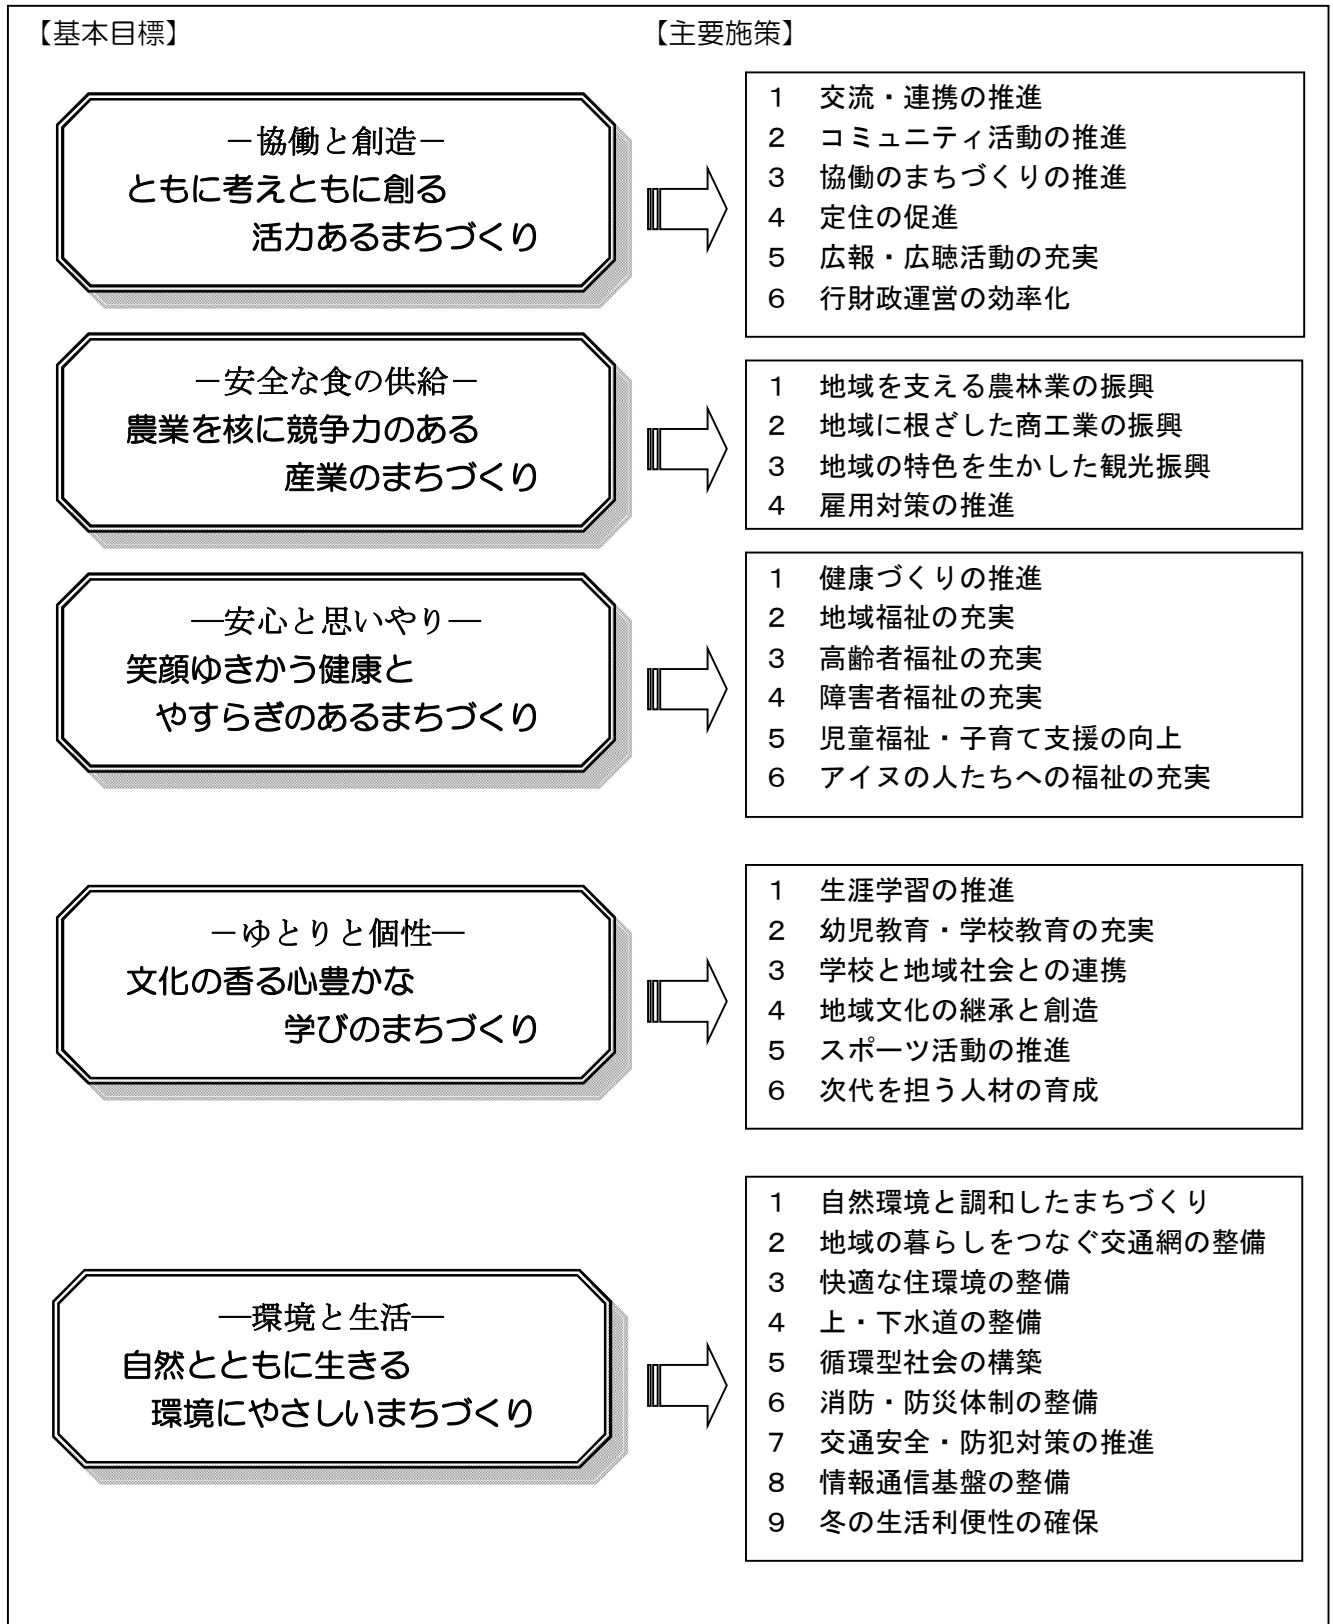 【基本目標】
【主要施策】
－協働と創造－
ともに考えともに創る
活力あるまちづくり
1 交流・連携の推進
2 コミュニティ活動の推進
3 協働のまちづくりの推進
4 定住の促進
5 広報・広聴活動の充実
6 行財政運営の効率化
－安全な食の供給－
農業を核に競争力のある
産業のまちづくり
1 地域を支える農林業の振興
2 地域に根ざした商工業の振興
3 地域の特色を生かした観光振興
4 雇用対策の推進
―安心と思いやり―
笑顔ゆきかう健康と
やすらぎのあるまちづくり
1 健康づくりの推進
2 地域福祉の充実
3 高齢者福祉の充実
4 障害者福祉の充実
5 児童福祉・子育て支援の向上
6 アイヌの人たちへの福祉の充実
－ゆとりと個性―
文化の香る心豊かな
学びのまちづくり
1 生涯学習の推進
2 幼児教育・学校教育の充実
3 学校と地域社会との連携
4 地域文化の継承と創造
5 スポーツ活動の推進
6 次代を担う人材の育成
―環境と生活―
自然とともに生きる
環境にやさしいまちづくり
1 自然環境と調和したまちづくり
2 地域の暮らしをつなぐ交通網の整備
3 快適な住環境の整備
4 上・下水道の整備
5 循環型社会の構築
6 消防・防災体制の整備
7 交通安全・防犯対策の推進
8 情報通信基盤の整備
9 冬の生活利便性の確保